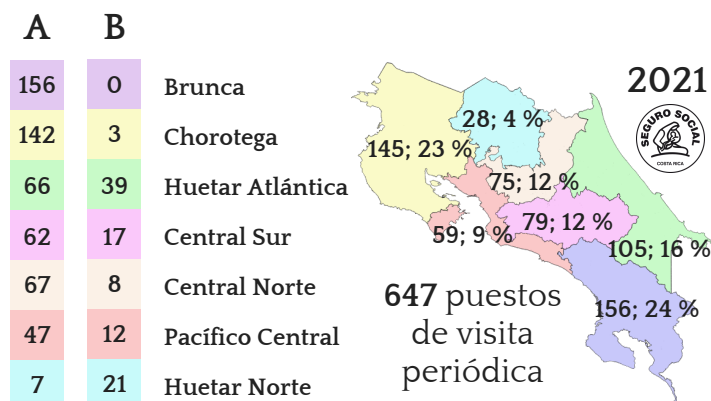 A B
156 0 Brunca
142 3 Chorotega
66 39 Huetar Atlántica
62 17 Central Sur
67 8 Central Norte
47 12 Pacífico Central
7 21 Huetar Norte
2021
SEGURO SOCIAL
COSTA RICA
28; 4 %
145; 23 %
75; 12 %
79; 12 %
59; 9 %
105; 16 %
156; 24 %
647 puestos
de visita
periódica